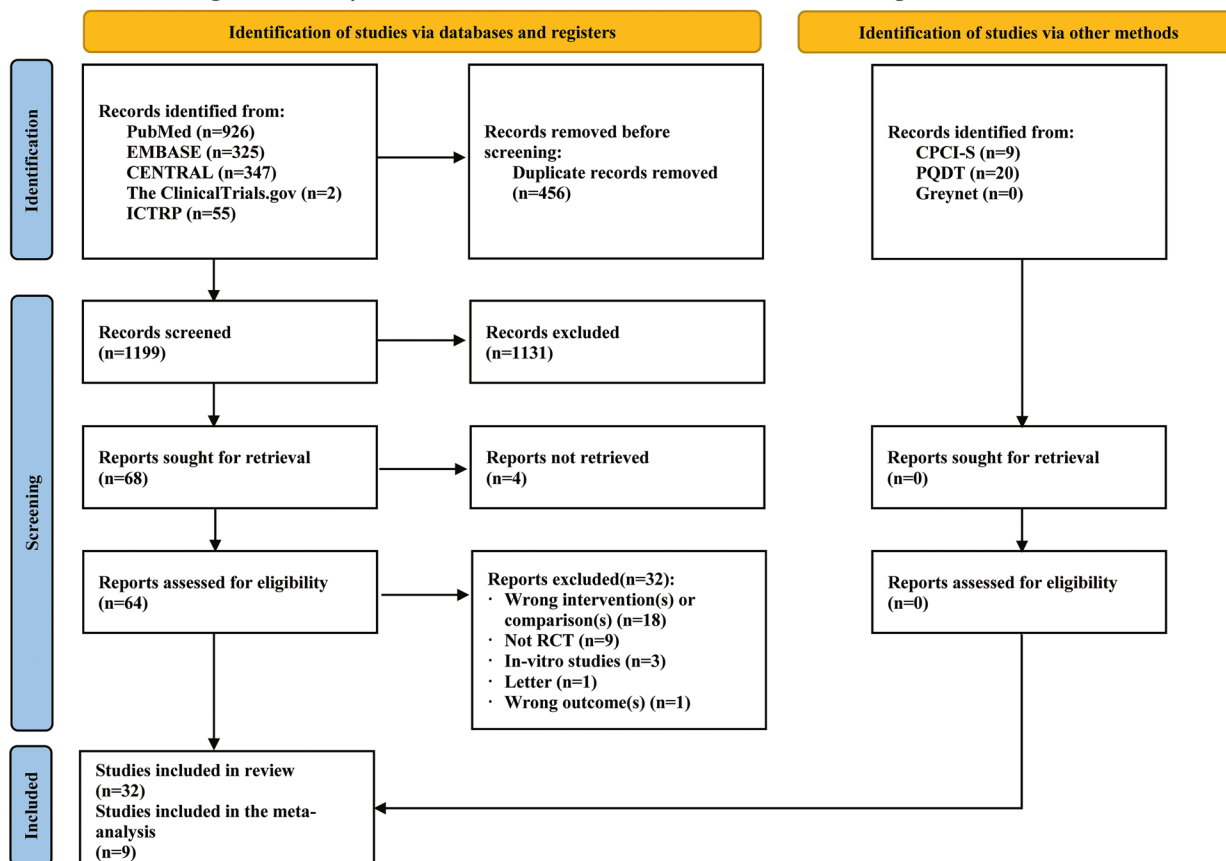 Identification of studies via databases and registers
Identification of studies via other methods
Identification
Records identified from:
PubMed (n=926)
EMBASE (n=325)
CENTRAL (n=347)
The ClinicalTrials.gov (n=2)
ICTRP (n=55)
Records removed before
screening:
Duplicate records removed
(n=456)
Records identified from:
CPCI-S (n=9)
PQDT (n=20)
Greynet (n=0)
Screening
Records screened
(n=1199)
Records excluded
(n=1131)
Reports sought for retrieval
(n=68)
Reports not retrieved
(n=4)
Reports sought for retrieval
(n=0)
Reports assessed for eligibility
(n=64)
Reports excluded(n=32):
· Wrong intervention(s) or
comparison(s) (n=18)
· Not RCT (n=9)
· In-vitro studies (n=3)
· Letter (n=1)
· Wrong outcome(s) (n=1)
Reports assessed for eligibility
(n=0)
Included
Studies included in review
(n=32)
Studies included in the meta-
analysis
(n=9)